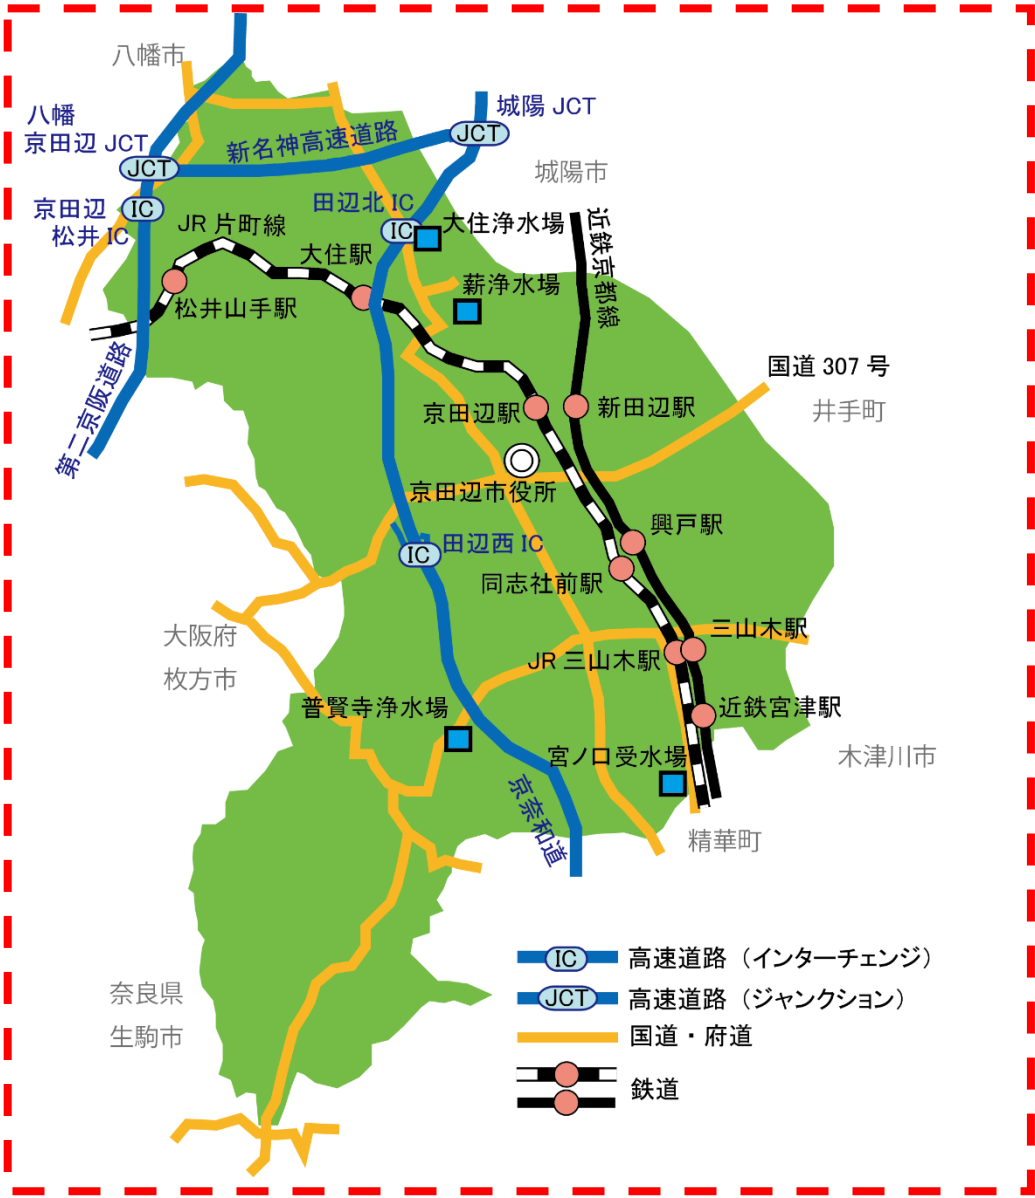 八幡市
八幡
京田辺 JCT
JCT
新名神高速道路
城陽 JCT
JCT
城陽市
京田辺
松井 IC
IC
JR 片町線
大住駅
田辺北 IC
IC
大住浄水場
近鉄京都線
松井山手駅
薪浄水場
第二京阪道路
国道 307 号
井手町
京田辺駅
新田辺駅
京田辺市役所
興戸駅
IC
田辺西 IC
同志社前駅
大阪府
枚方市
三山木駅
JR 三山木駅
普賢寺浄水場
近鉄宮津駅
宮ノ口受水場
木津川市
京奈和道
精華町
奈良県
生駒市
IC
高速道路（インターチェンジ）
JCT
高速道路（ジャンクション）
国道・府道
鉄道